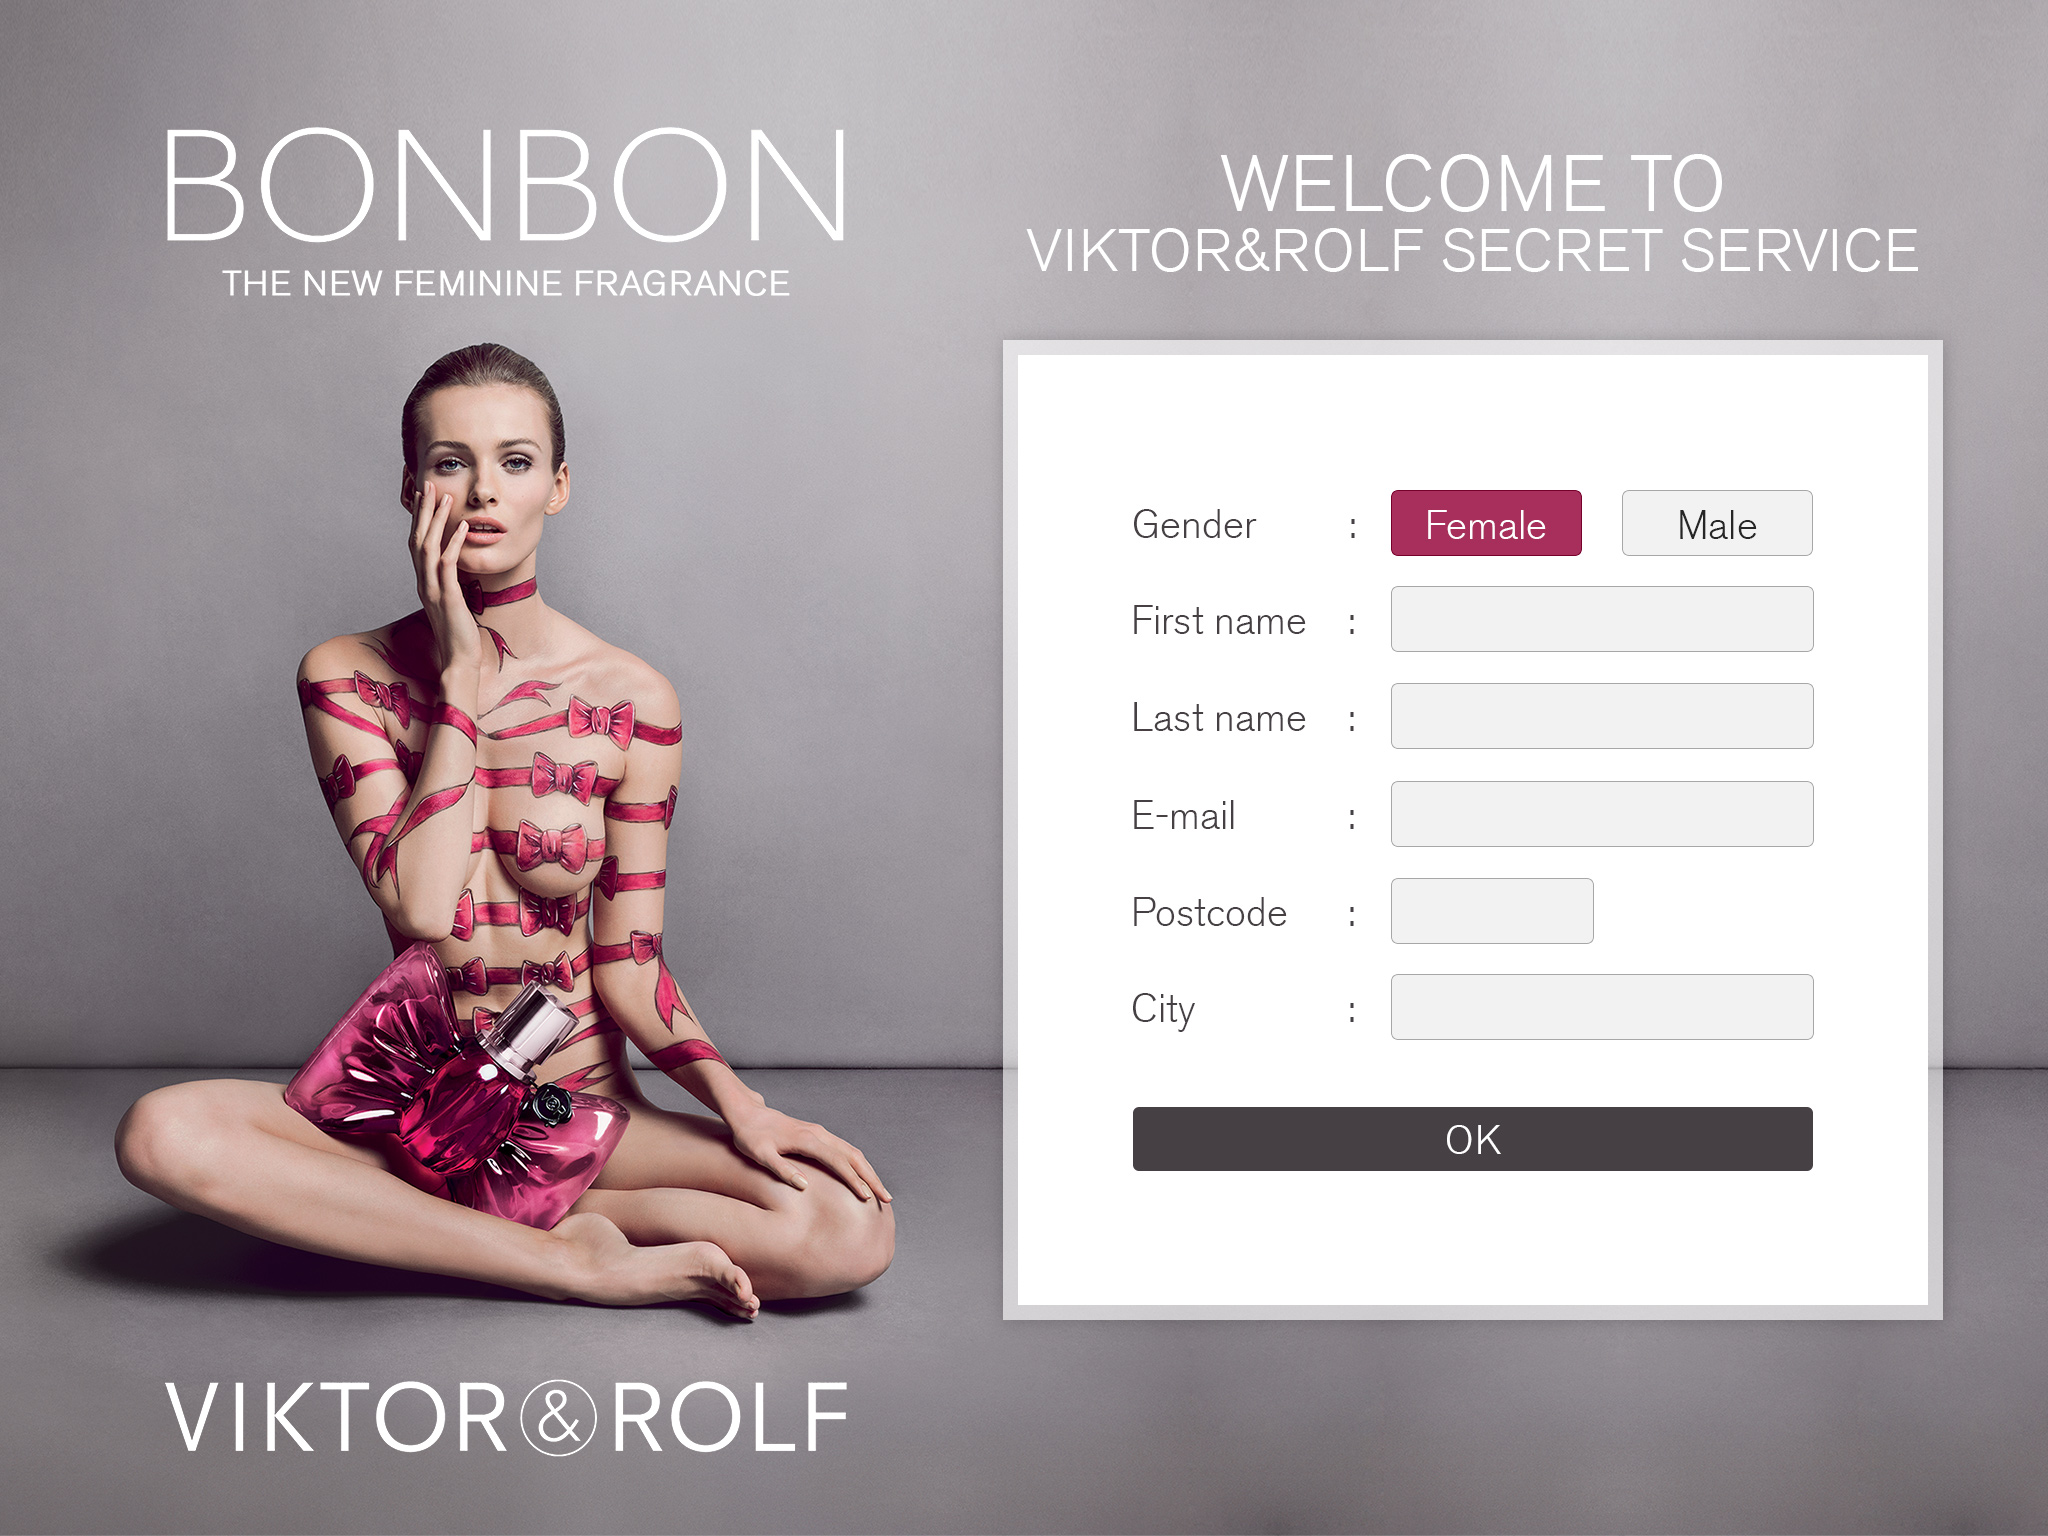 BONBON
THE NEW FEMININE FRAGRANCE
VIKTOR&ROLF
WELCOME TO
VIKTOR&ROLF SECRET SERVICE
Gender : Female Male
First name :
Last name :
E-mail :
Postcode :
City :
OK